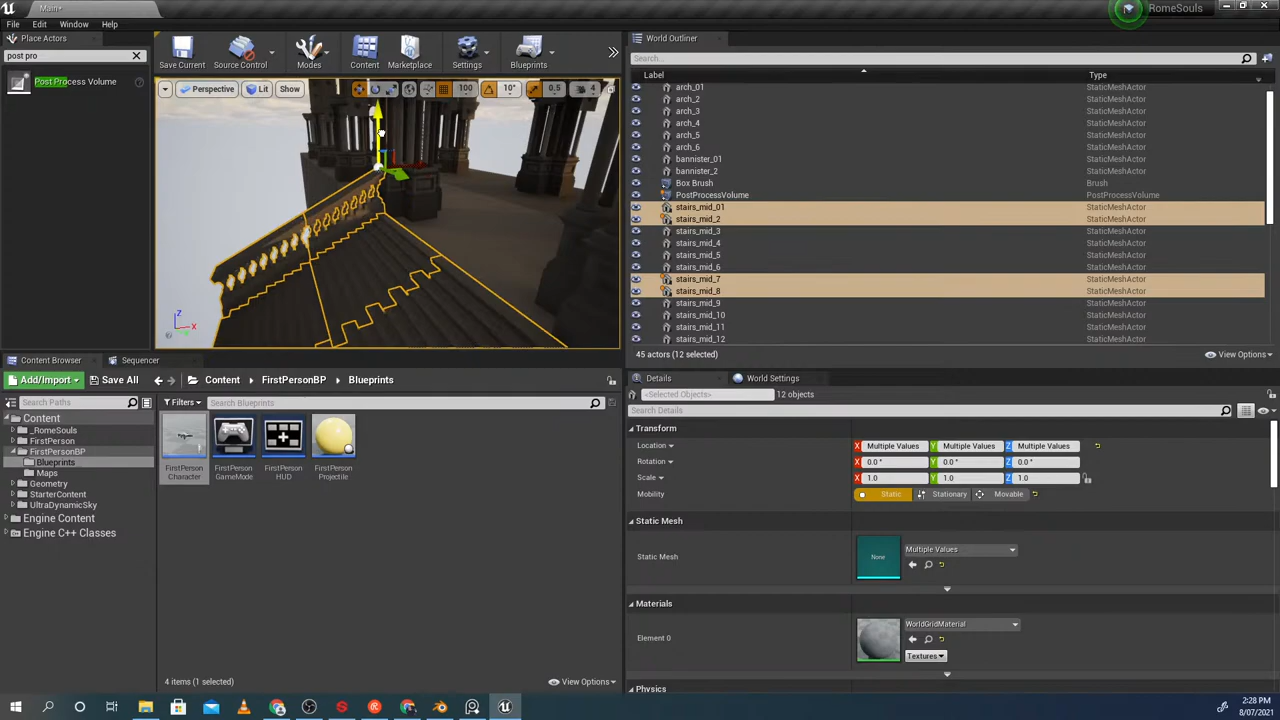 Main*
RomeSouls
File Edit Window Help
Place Actors
post pro
Post Process Volume
Save Current
Source Control
Modes
Content
Marketplace
Settings
Blueprints
Perspective
Lit
Show
100
10°
0.5
4
Z
X
World Outliner
Search...
Label Type
arch_01 StaticMeshActor
arch_2 StaticMeshActor
arch_3 StaticMeshActor
arch_4 StaticMeshActor
arch_5 StaticMeshActor
arch_6 StaticMeshActor
bannister_01 StaticMeshActor
bannister_2 StaticMeshActor
Box Brush Brush
PostProcessVolume PostProcessVolume
stairs_mid_01 StaticMeshActor
stairs_mid_2 StaticMeshActor
stairs_mid_3 StaticMeshActor
stairs_mid_4 StaticMeshActor
stairs_mid_5 StaticMeshActor
stairs_mid_6 StaticMeshActor
stairs_mid_7 StaticMeshActor
stairs_mid_8 StaticMeshActor
stairs_mid_9 StaticMeshActor
stairs_mid_10 StaticMeshActor
stairs_mid_11 StaticMeshActor
stairs_mid_12 StaticMeshActor
45 actors (12 selected)
View Options
Content Browser
Sequencer
Add/Import
Save All
Content
FirstPersonBP
Blueprints
Search Paths
Filters
Search Blueprints
Content
_RomeSouls
FirstPerson
FirstPersonBP
Blueprints
Maps
Geometry
StarterContent
UltraDynamicSky
Engine Content
Engine C++ Classes
FirstPerson
Character
FirstPerson
GameMode
FirstPerson
HUD
FirstPerson
Projectile
4 items (1 selected)
View Options
Details
World Settings
<Selected Objects>
12 objects
Search Details
Transform
Location X Multiple Values Y Multiple Values Z Multiple Values
Rotation X 0.0 ° Y 0.0 ° Z 0.0 °
Scale X 1.0 Y 1.0 Z 1.0
Mobility Static Stationary Movable
Static Mesh
Static Mesh
None
Multiple Values
Materials
Element 0
WorldGridMaterial
Textures
Physics
2:28 PM
8/07/2021